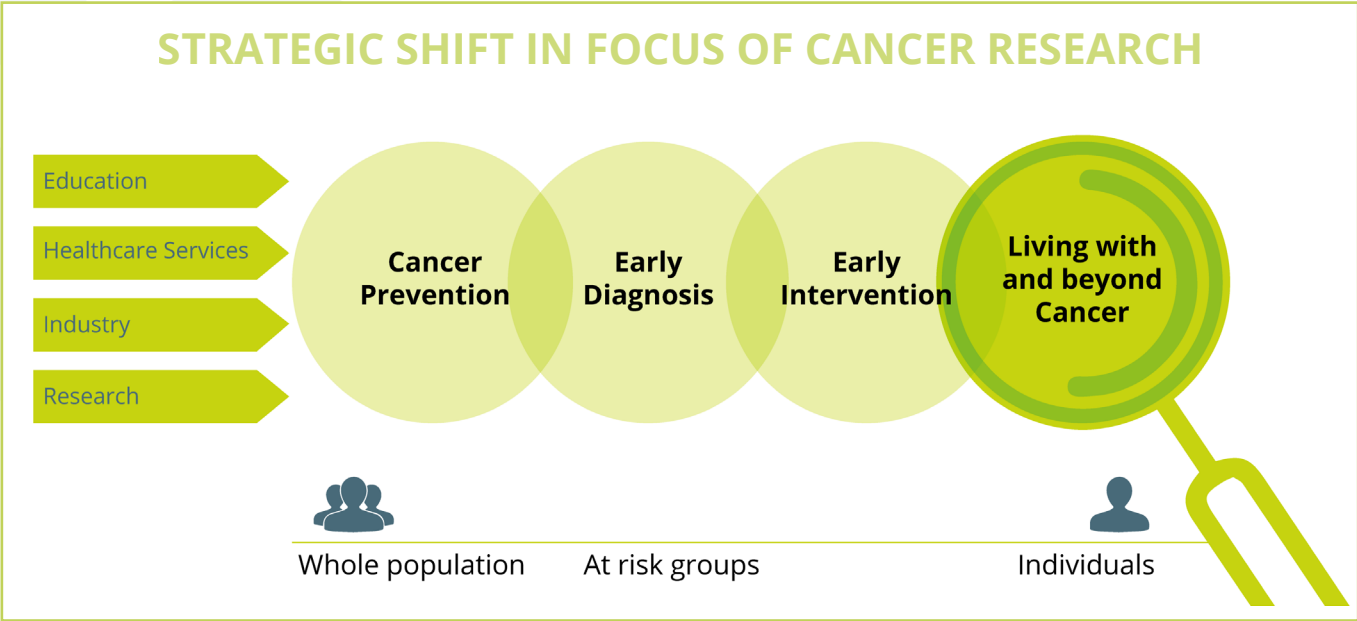 STRATEGIC SHIFT IN FOCUS OF CANCER RESEARCH
Education
Healthcare Services
Industry
Research
Cancer
Prevention
Early
Diagnosis
Early
Intervention
Living with
and beyond
Cancer
Whole population
At risk groups
Individuals